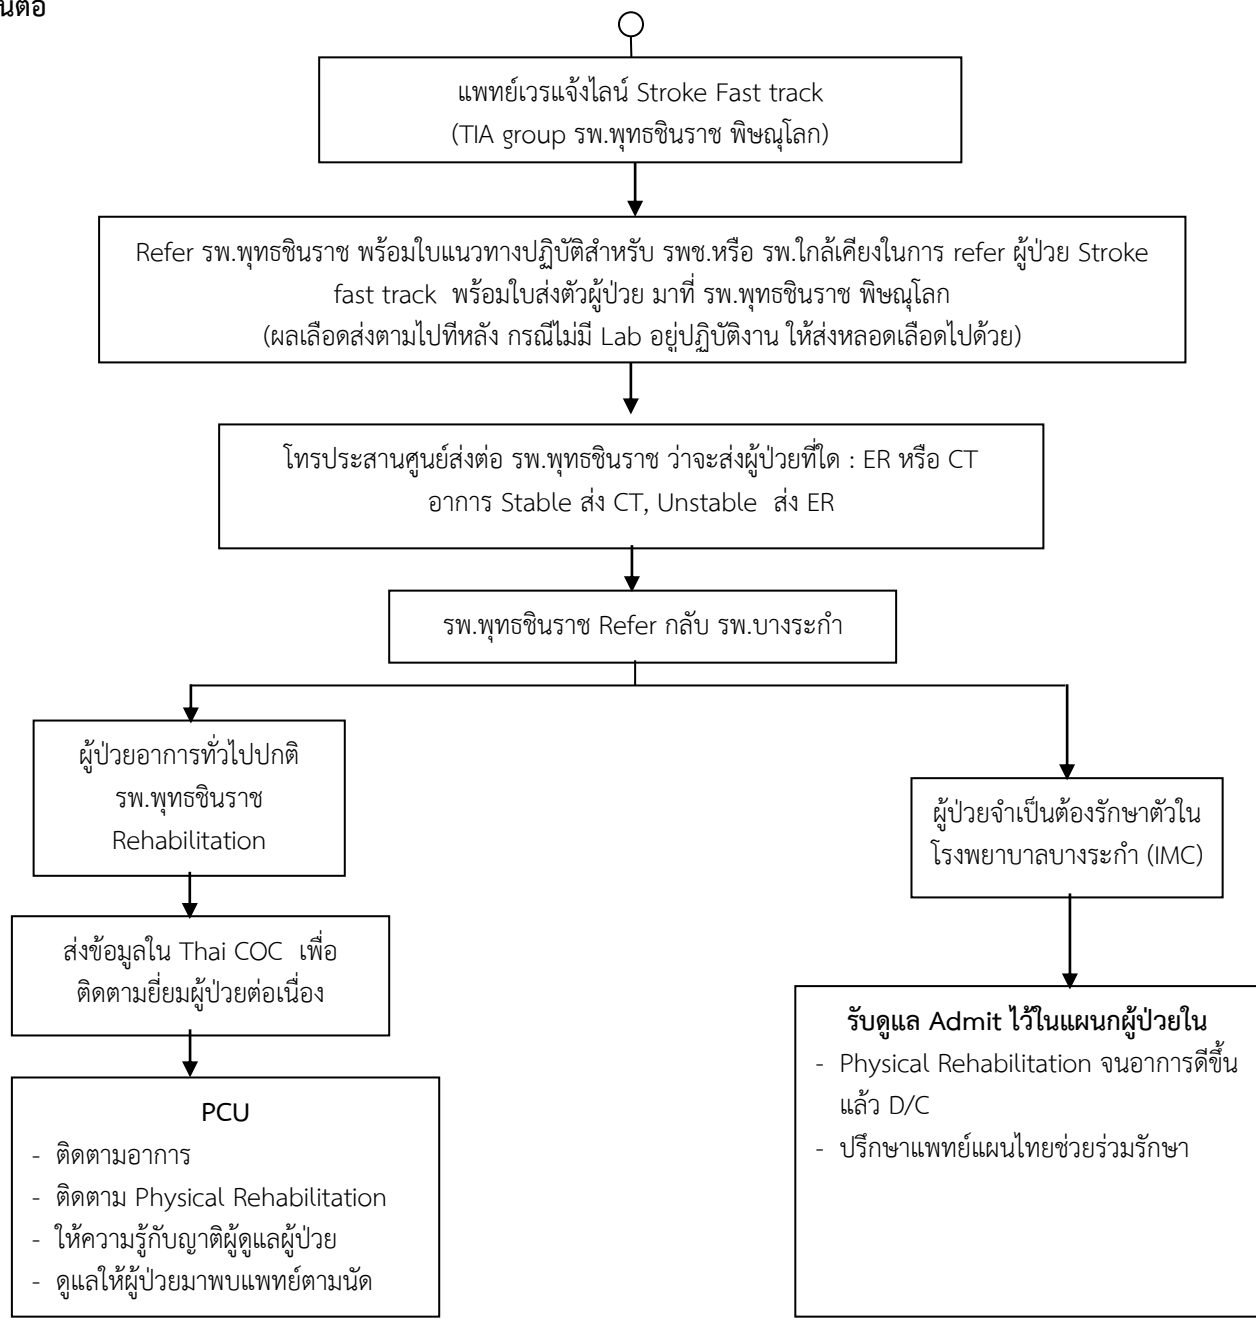 แพทย์เวรแจ้งไลน์ Stroke Fast track
(TIA group รพ.พุทธชินราช พิษณุโลก)
Refer รพ.พุทธชินราช พร้อมใบแนวทางปฏิบัติสำหรับ รพช.หรือ รพ.ใกล้เคียงในการ refer ผู้ป่วย Stroke
fast track พร้อมใบส่งตัวผู้ป่วย มาที่ รพ.พุทธชินราช พิษณุโลก
(ผลเลือดส่งตามไปทีหลัง กรณีไม่มี Lab อยู่ปฏิบัติงาน ให้ส่งหลอดเลือดไปด้วย)
โทรประสานศูนย์ส่งต่อ รพ.พุทธชินราช ว่าจะส่งผู้ป่วยที่ใด : ER หรือ CT
อาการ Stable ส่ง CT, Unstable ส่ง ER
รพ.พุทธชินราช Refer กลับ รพ.บางระกำ
ผู้ป่วยอาการทั่วไปปกติ
รพ.พุทธชินราช
Rehabilitation
ส่งข้อมูลใน Thai COC เพื่อ
ติดตามยี่ยมผู้ป่วยต่อเนื่อง
PCU
- ติดตามอาการ
- ติดตาม Physical Rehabilitation
- ให้ความรู้กับญาติผู้ดูแลผู้ป่วย
- ดูแลให้ผู้ป่วยมาพบแพทย์ตามนัด
ผู้ป่วยจำเป็นต้องรักษาตัวใน
โรงพยาบาลบางระกำ (IMC)
รับดูแล Admit ไว้ในแผนกผู้ป่วยใน
- Physical Rehabilitation จนอาการดีขึ้น
แล้ว D/C
- ปรึกษาแพทย์แผนไทยช่วยร่วมรักษา